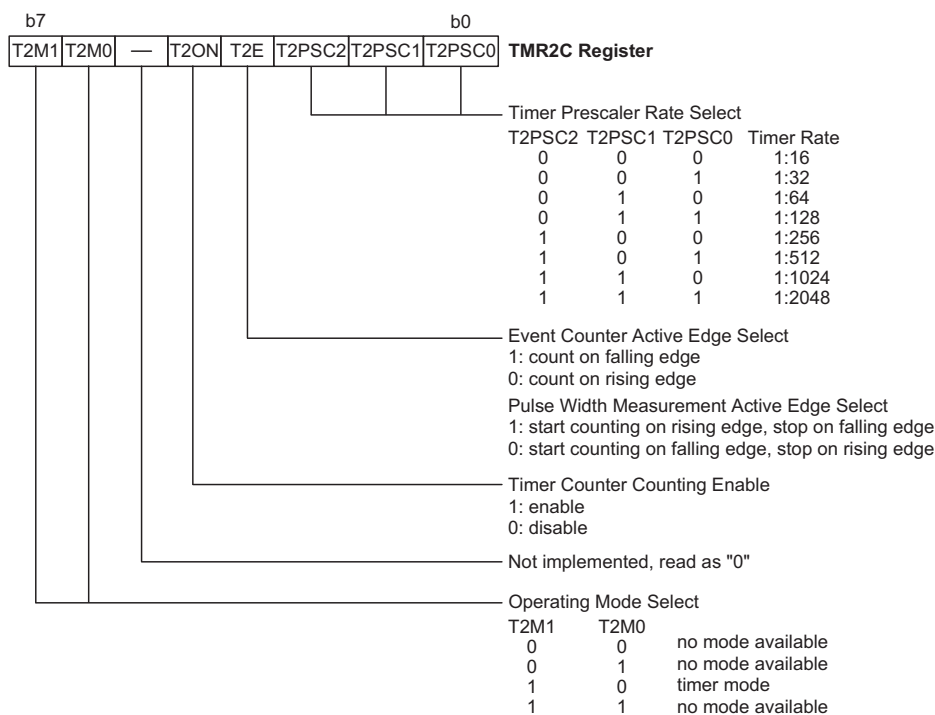 b7 b0
T2M1 T2M0 — T2ON T2E T2PSC2 T2PSC1 T2PSC0 TMR2C Register
Timer Prescaler Rate Select
T2PSC2 T2PSC1 T2PSC0 Timer Rate
0 0 0 1:16
0 0 1 1:32
0 1 0 1:64
0 1 1 1:128
1 0 0 1:256
1 0 1 1:512
1 1 0 1:1024
1 1 1 1:2048
Event Counter Active Edge Select
1: count on falling edge
0: count on rising edge
Pulse Width Measurement Active Edge Select
1: start counting on rising edge, stop on falling edge
0: start counting on falling edge, stop on rising edge
Timer Counter Counting Enable
1: enable
0: disable
Not implemented, read as "0"
Operating Mode Select
T2M1 T2M0
0 0 no mode available
0 1 no mode available
1 0 timer mode
1 1 no mode available